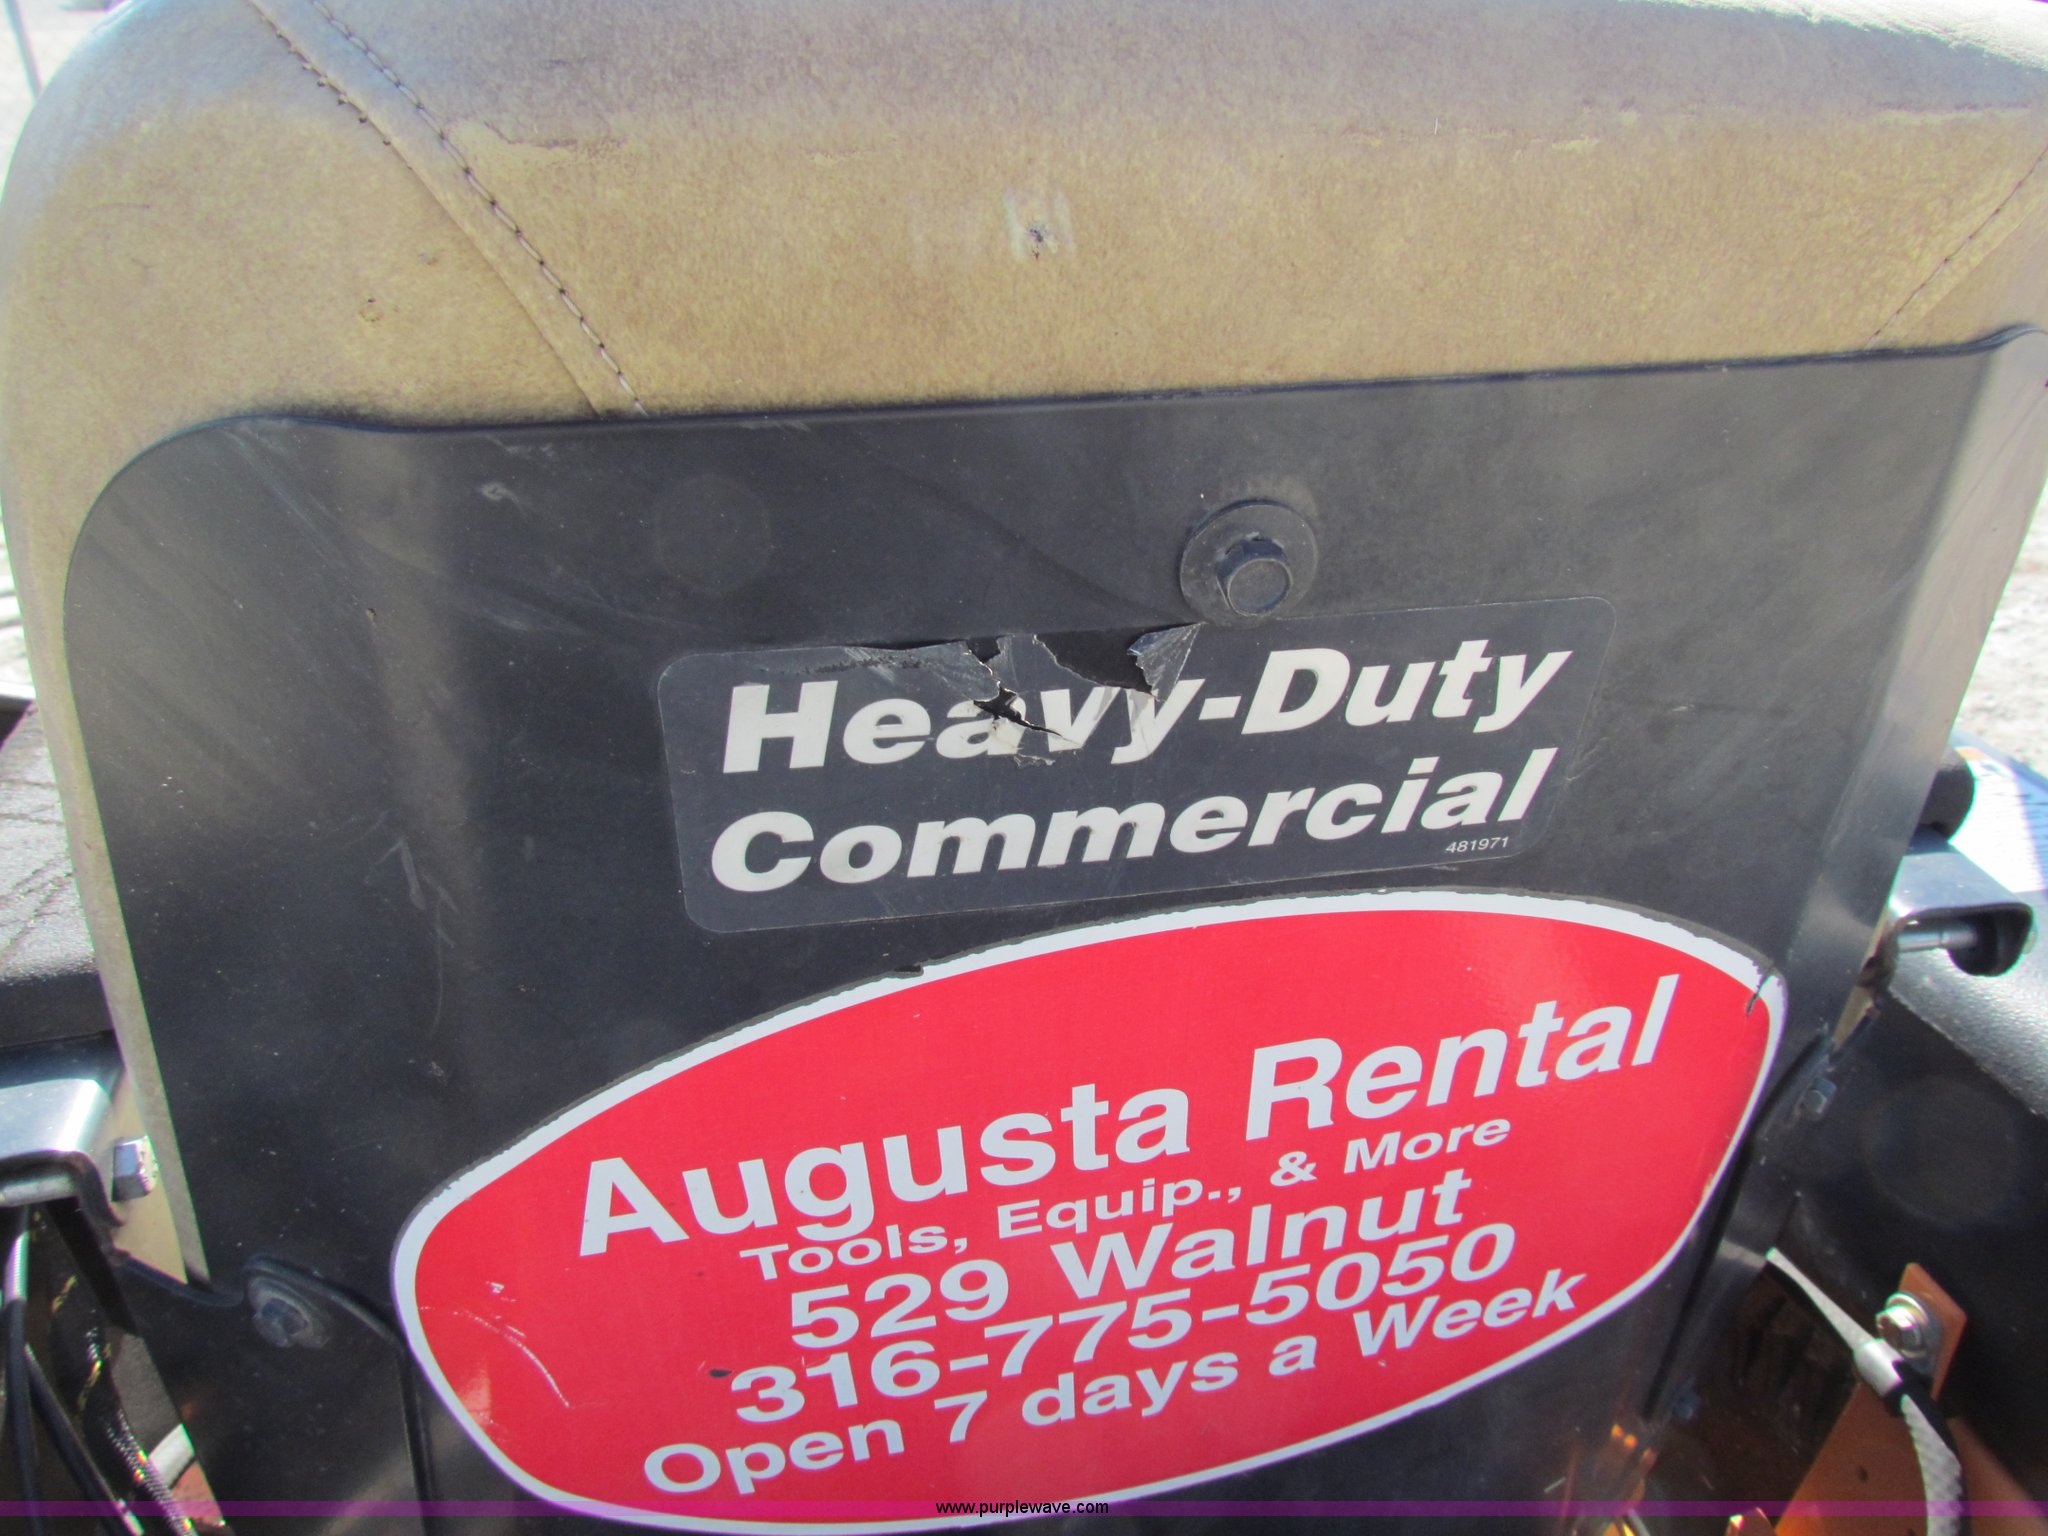 Heavy-Duty
Commercial
481971
Augusta Rental
Tools, Equip., & More
529 Walnut
316-775-5050
Open 7 days a Week
www.purplewave.com